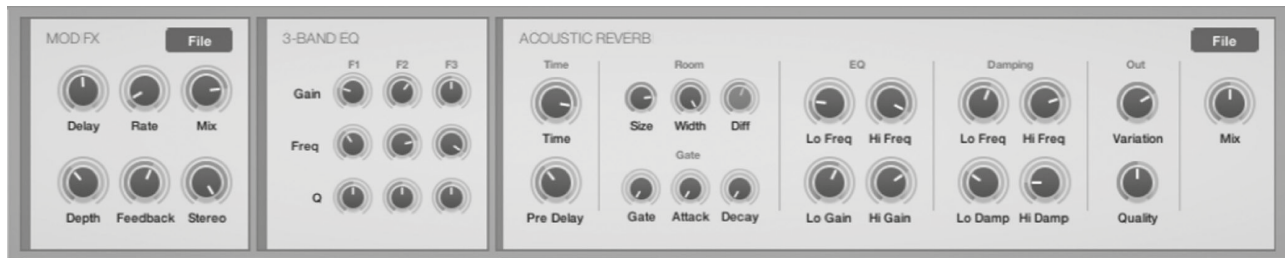 MOD FX File
Delay Rate Mix
Depth Feedback Stereo
3-BAND EQ
F1 F2 F3
Gain
Freq
Q
ACOUSTIC REVERB File
Time Room EQ Damping Out
Time Size Width Diff Lo Freq Hi Freq Lo Freq Hi Freq Variation Mix
Gate
Pre Delay Gate Attack Decay Lo Gain Hi Gain Lo Damp Hi Damp Quality